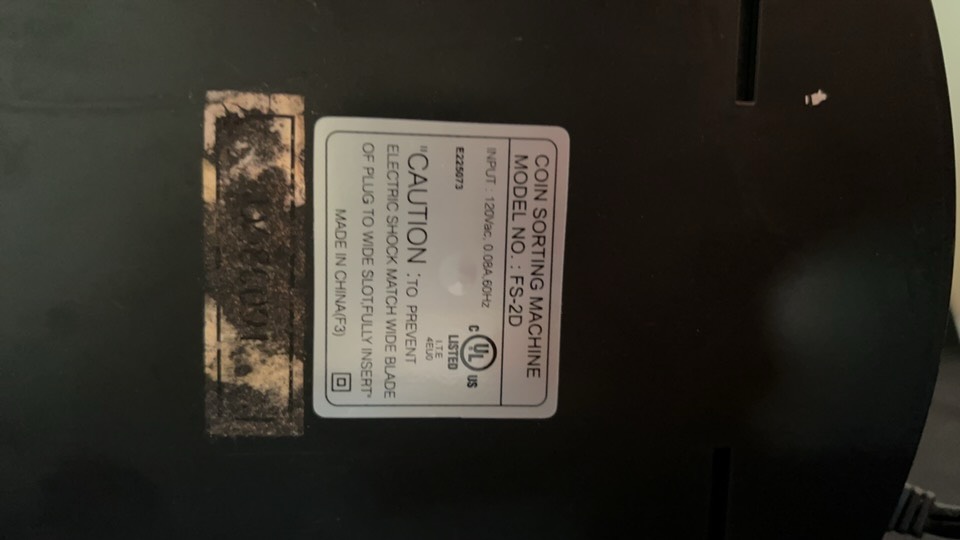 COIN SORTING MACHINE
MODEL NO. : FS-2D
INPUT : 120Vac, 0.08A,60Hz
E225073
C UL US
LISTED
I.T.E
4EU0
"CAUTION :TO PREVENT
ELECTRIC SHOCK MATCH WIDE BLADE
OF PLUG TO WIDE SLOT,FULLY INSERT"
MADE IN CHINA(F3)